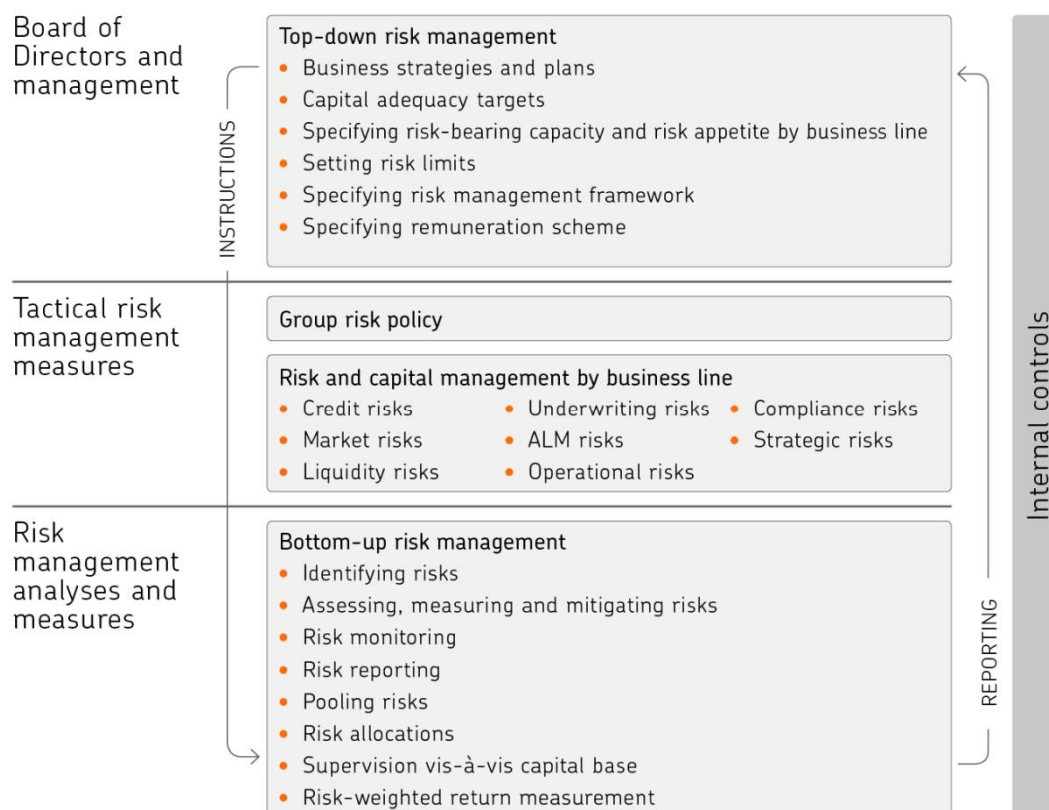 Board of
Directors and
management
Top-down risk management
• Business strategies and plans
• Capital adequacy targets
• Specifying risk-bearing capacity and risk appetite by business line
• Setting risk limits
• Specifying risk management framework
• Specifying remuneration scheme
INSTRUCTIONS
Tactical risk
management
measures
Group risk policy
Risk and capital management by business line
• Credit risks
• Market risks
• Liquidity risks
• Underwriting risks
• ALM risks
• Operational risks
• Compliance risks
• Strategic risks
Risk
management
analyses and
measures
Bottom-up risk management
• Identifying risks
• Assessing, measuring and mitigating risks
• Risk monitoring
• Risk reporting
• Pooling risks
• Risk allocations
• Supervision vis-à-vis capital base
• Risk-weighted return measurement
REPORTING
Internal controls